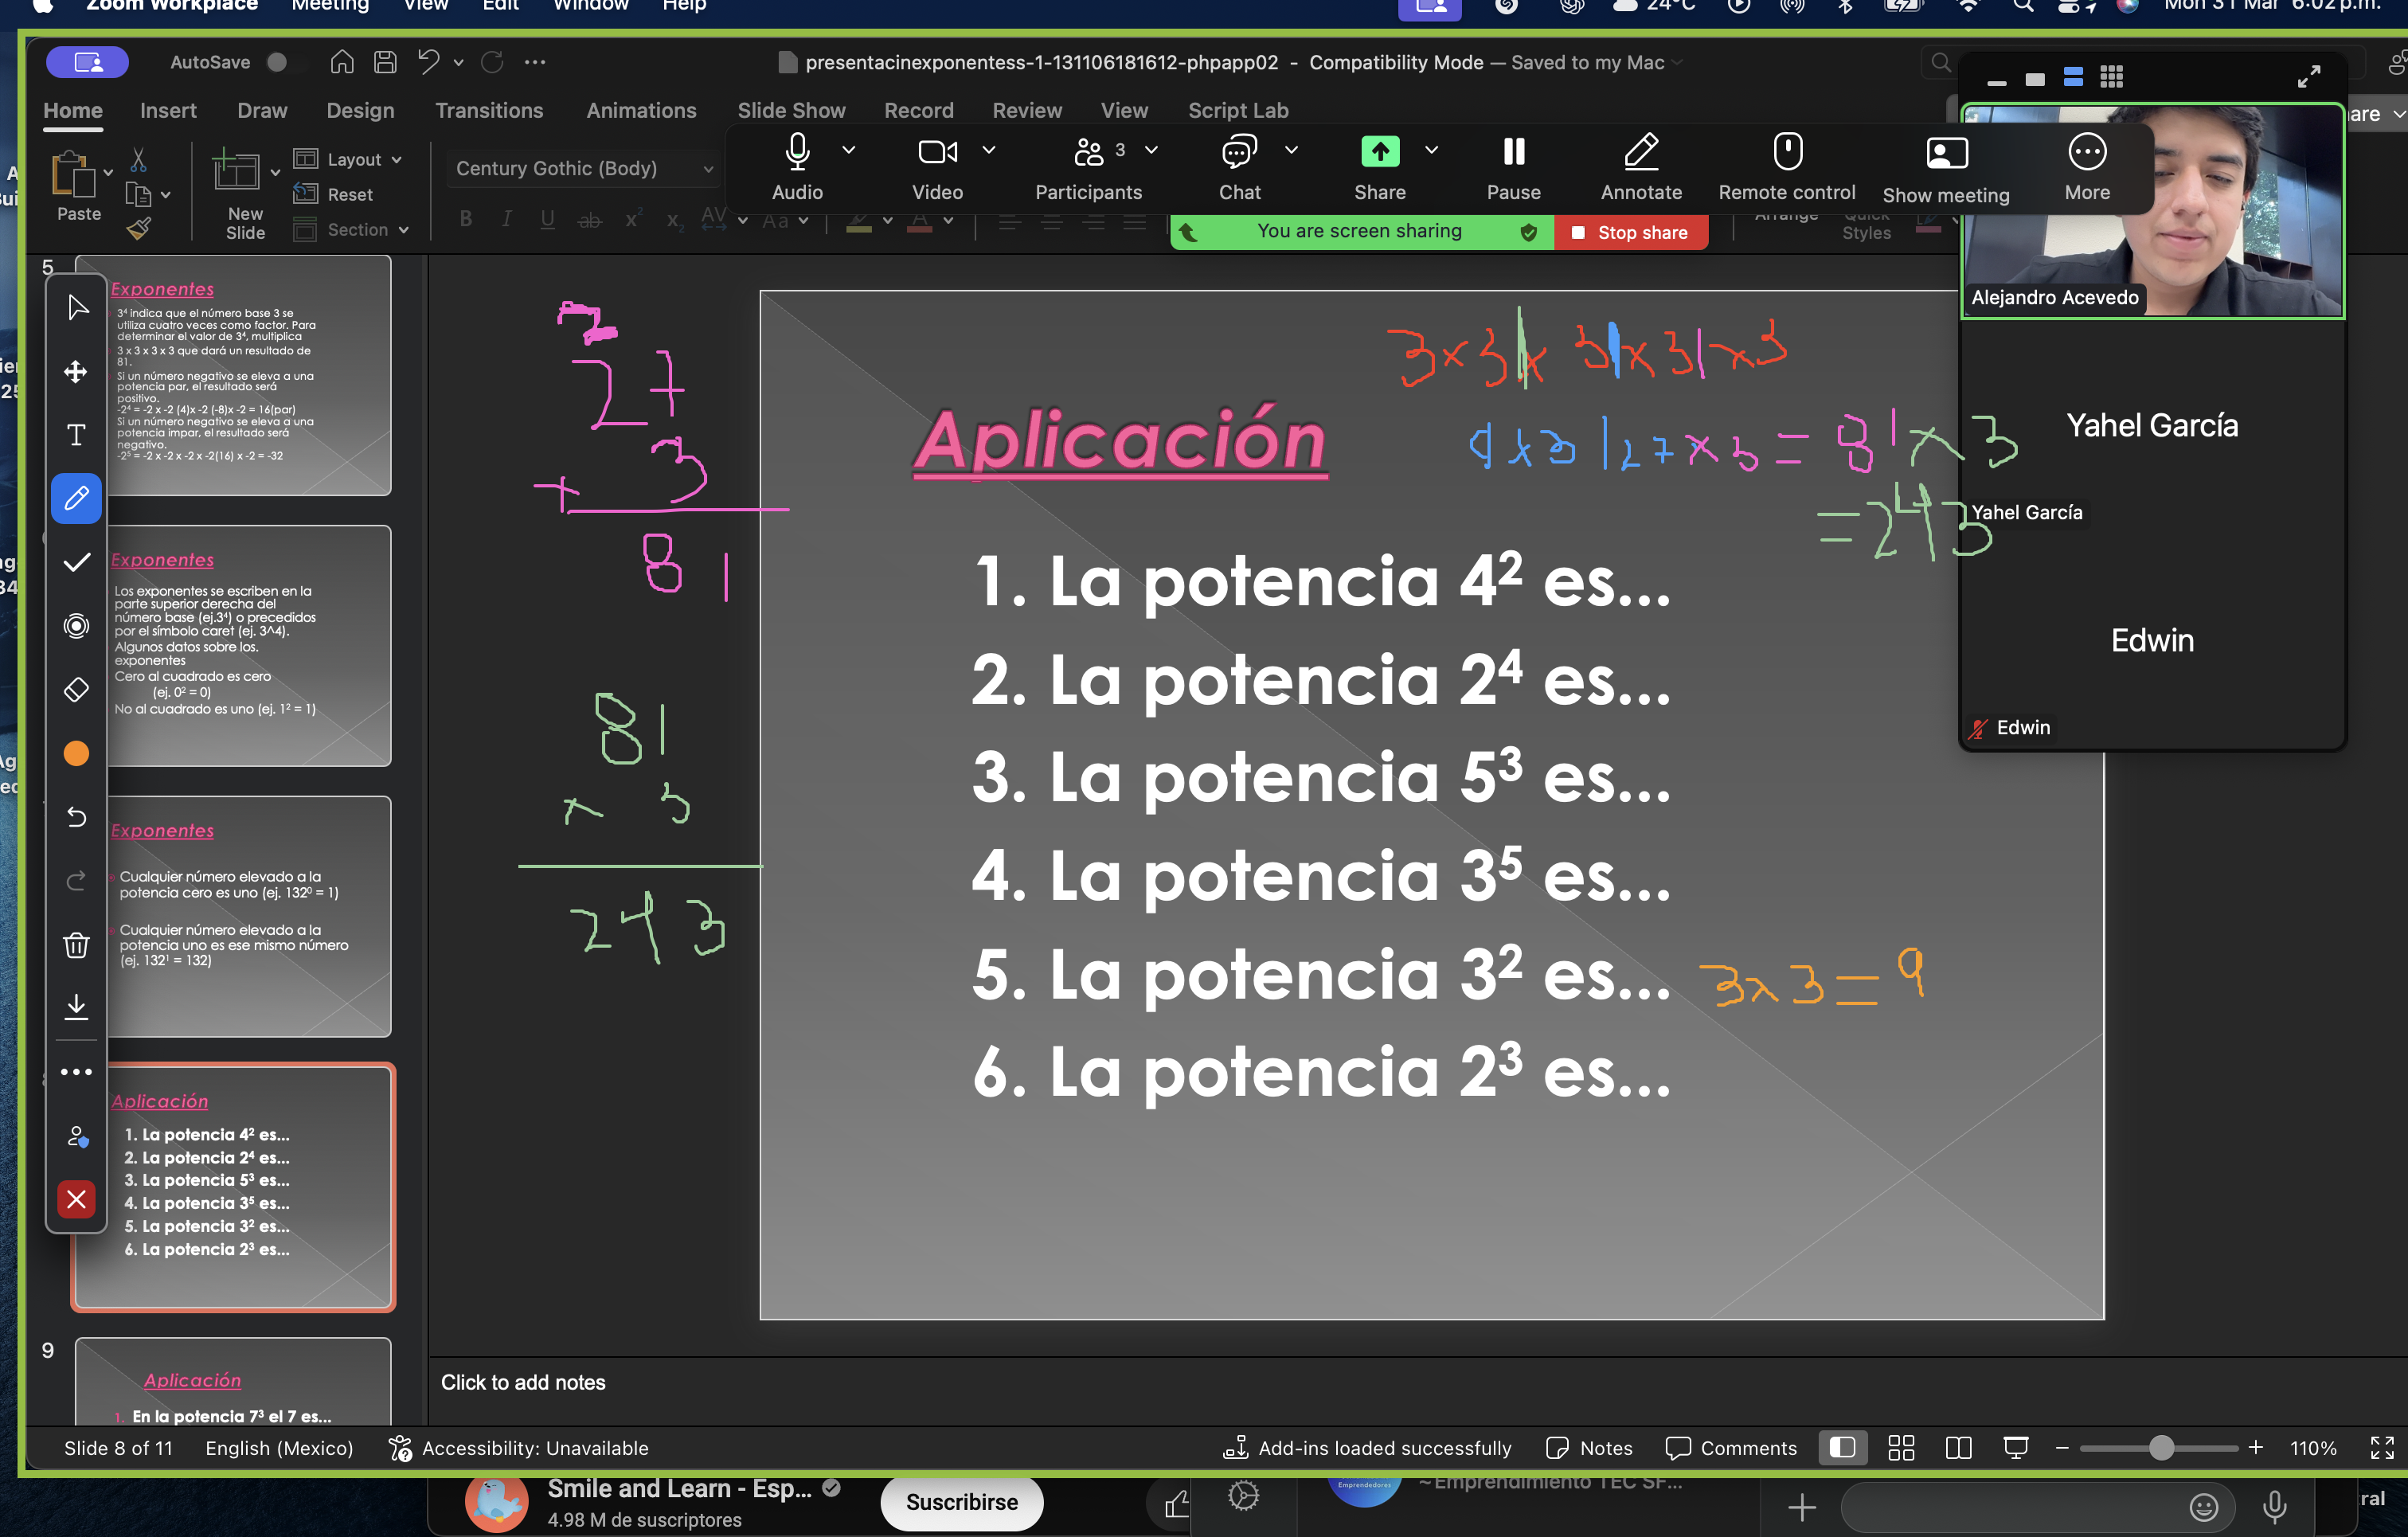 Zoom Workplace Meeting View Edit Window Help 24°C Mon 31 Mar 6:02 p.m.
AutoSave presentacinexponentess-1-131106181612-phpapp02 - Compatibility Mode — Saved to my Mac
Home Insert Draw Design Transitions Animations Slide Show Record Review View Script Lab
Paste New Slide Layout Reset Section Century Gothic (Body)
Audio Video Participants 3 Chat Share Pause Annotate Remote control Show meeting More
You are screen sharing Stop share
Arrange Quick Styles
Alejandro Acevedo
Yahel García
Yahel García
Edwin
Edwin
5
Exponentes
3⁴ indica que el número base 3 se
utiliza cuatro veces como factor. Para
determinar el valor de 3⁴, multiplica
3 x 3 x 3 x 3 que dará un resultado de
81.
Si un número negativo se eleva a una
potencia par, el resultado será
positivo.
-2⁴ = -2 x -2 (4)x -2 (-8)x -2 = 16(par)
Si un número negativo se eleva a una
potencia impar, el resultado será
negativo.
-2⁵ = -2 x -2 x -2 x -2(16) x -2 = -32
Exponentes
Los exponentes se escriben en la
parte superior derecha del
número base (ej.3⁴) o precedidos
por el símbolo caret (ej. 3^4).
Algunos datos sobre los.
exponentes
Cero al cuadrado es cero
(ej. 0² = 0)
No al cuadrado es uno (ej. 1² = 1)
Exponentes
Cualquier número elevado a la
potencia cero es uno (ej. 132⁰ = 1)
Cualquier número elevado a la
potencia uno es ese mismo número
(ej. 132¹ = 132)
Aplicación
1. La potencia 4² es...
2. La potencia 2⁴ es...
3. La potencia 5³ es...
4. La potencia 3⁵ es...
5. La potencia 3² es...
6. La potencia 2³ es...
9
Aplicación
1. En la potencia 7³ el 7 es...
2
27
x 3
81
81
x 3
243
3 x 3 | x 3 | x 3 | x 3
9 x 3 | 27 x 3 = 81 x 3
= 243
Aplicación
1. La potencia 4² es...
2. La potencia 2⁴ es...
3. La potencia 5³ es...
4. La potencia 3⁵ es...
5. La potencia 3² es... 3 x 3 = 9
6. La potencia 2³ es...
Click to add notes
Slide 8 of 11 English (Mexico) Accessibility: Unavailable Add-ins loaded successfully Notes Comments 110%
Smile and Learn - Esp...
4.98 M de suscriptores
Suscribirse
Emprendedores
~Emprendimiento TEC SF...